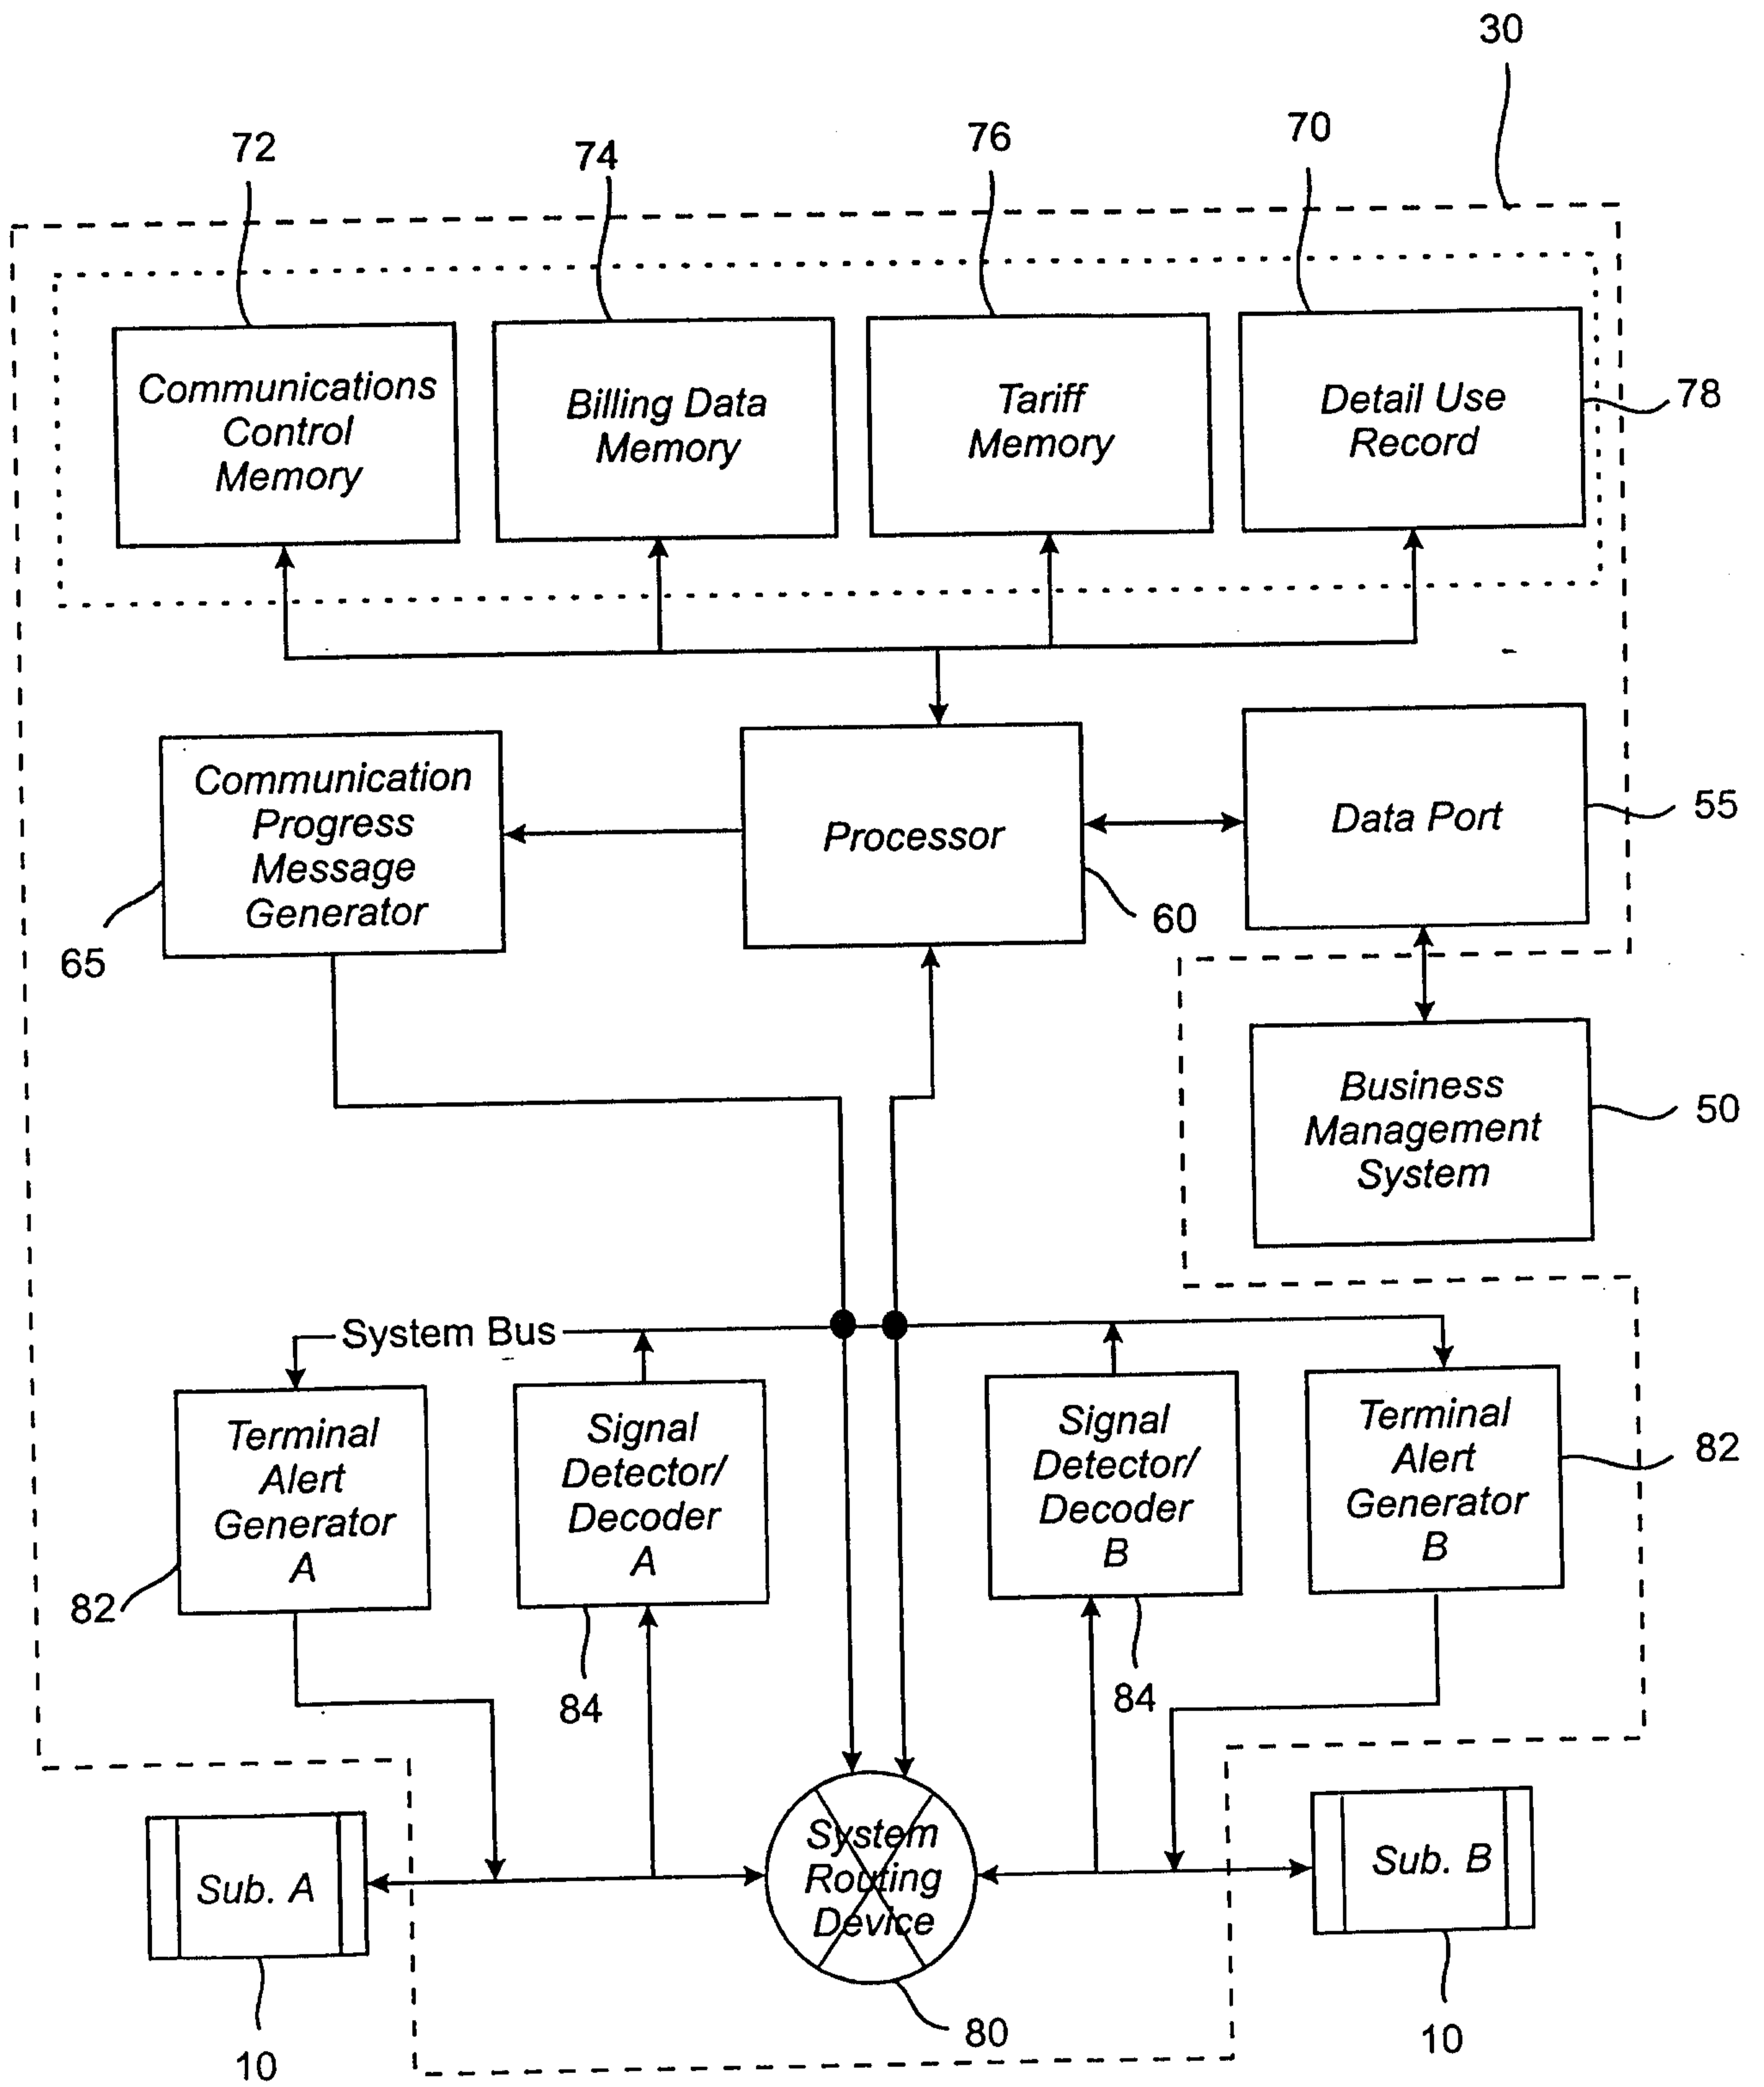 30
72
74
76
70
Communications
Control
Memory
Billing Data
Memory
Tariff
Memory
Detail Use
Record
78
Communication
Progress
Message
Generator
65
Processor
60
Data Port
55
Business
Management
System
50
System Bus
Terminal
Alert
Generator
A
82
Signal
Detector/
Decoder
A
84
Signal
Detector/
Decoder
B
84
Terminal
Alert
Generator
B
82
Sub. A
10
System
Routing
Device
80
Sub. B
10